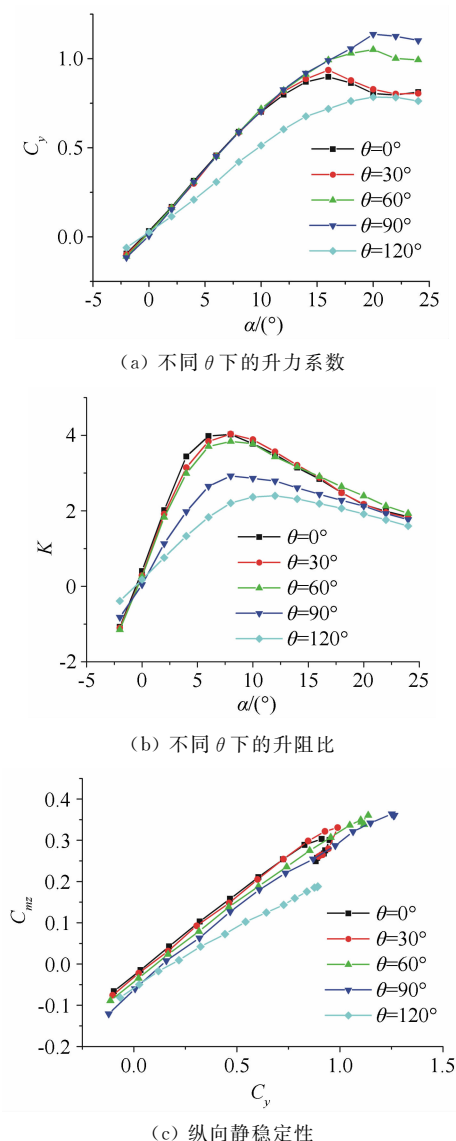 1.0
0.5
0.0
C_y
θ=0°
θ=30°
θ=60°
θ=90°
θ=120°
-5 0 5 10 15 20 25
α/(°)
(a) 不同 θ 下的升力系数
4
2
0
-2
K
θ=0°
θ=30°
θ=60°
θ=90°
θ=120°
-5 0 5 10 15 20 25
α/(°)
(b) 不同 θ 下的升阻比
0.4
0.3
0.2
0.1
0.0
-0.1
-0.2
C_{mz}
θ=0°
θ=30°
θ=60°
θ=90°
θ=120°
0.0 0.5 1.0 1.5
C_y
(c) 纵向静稳定性